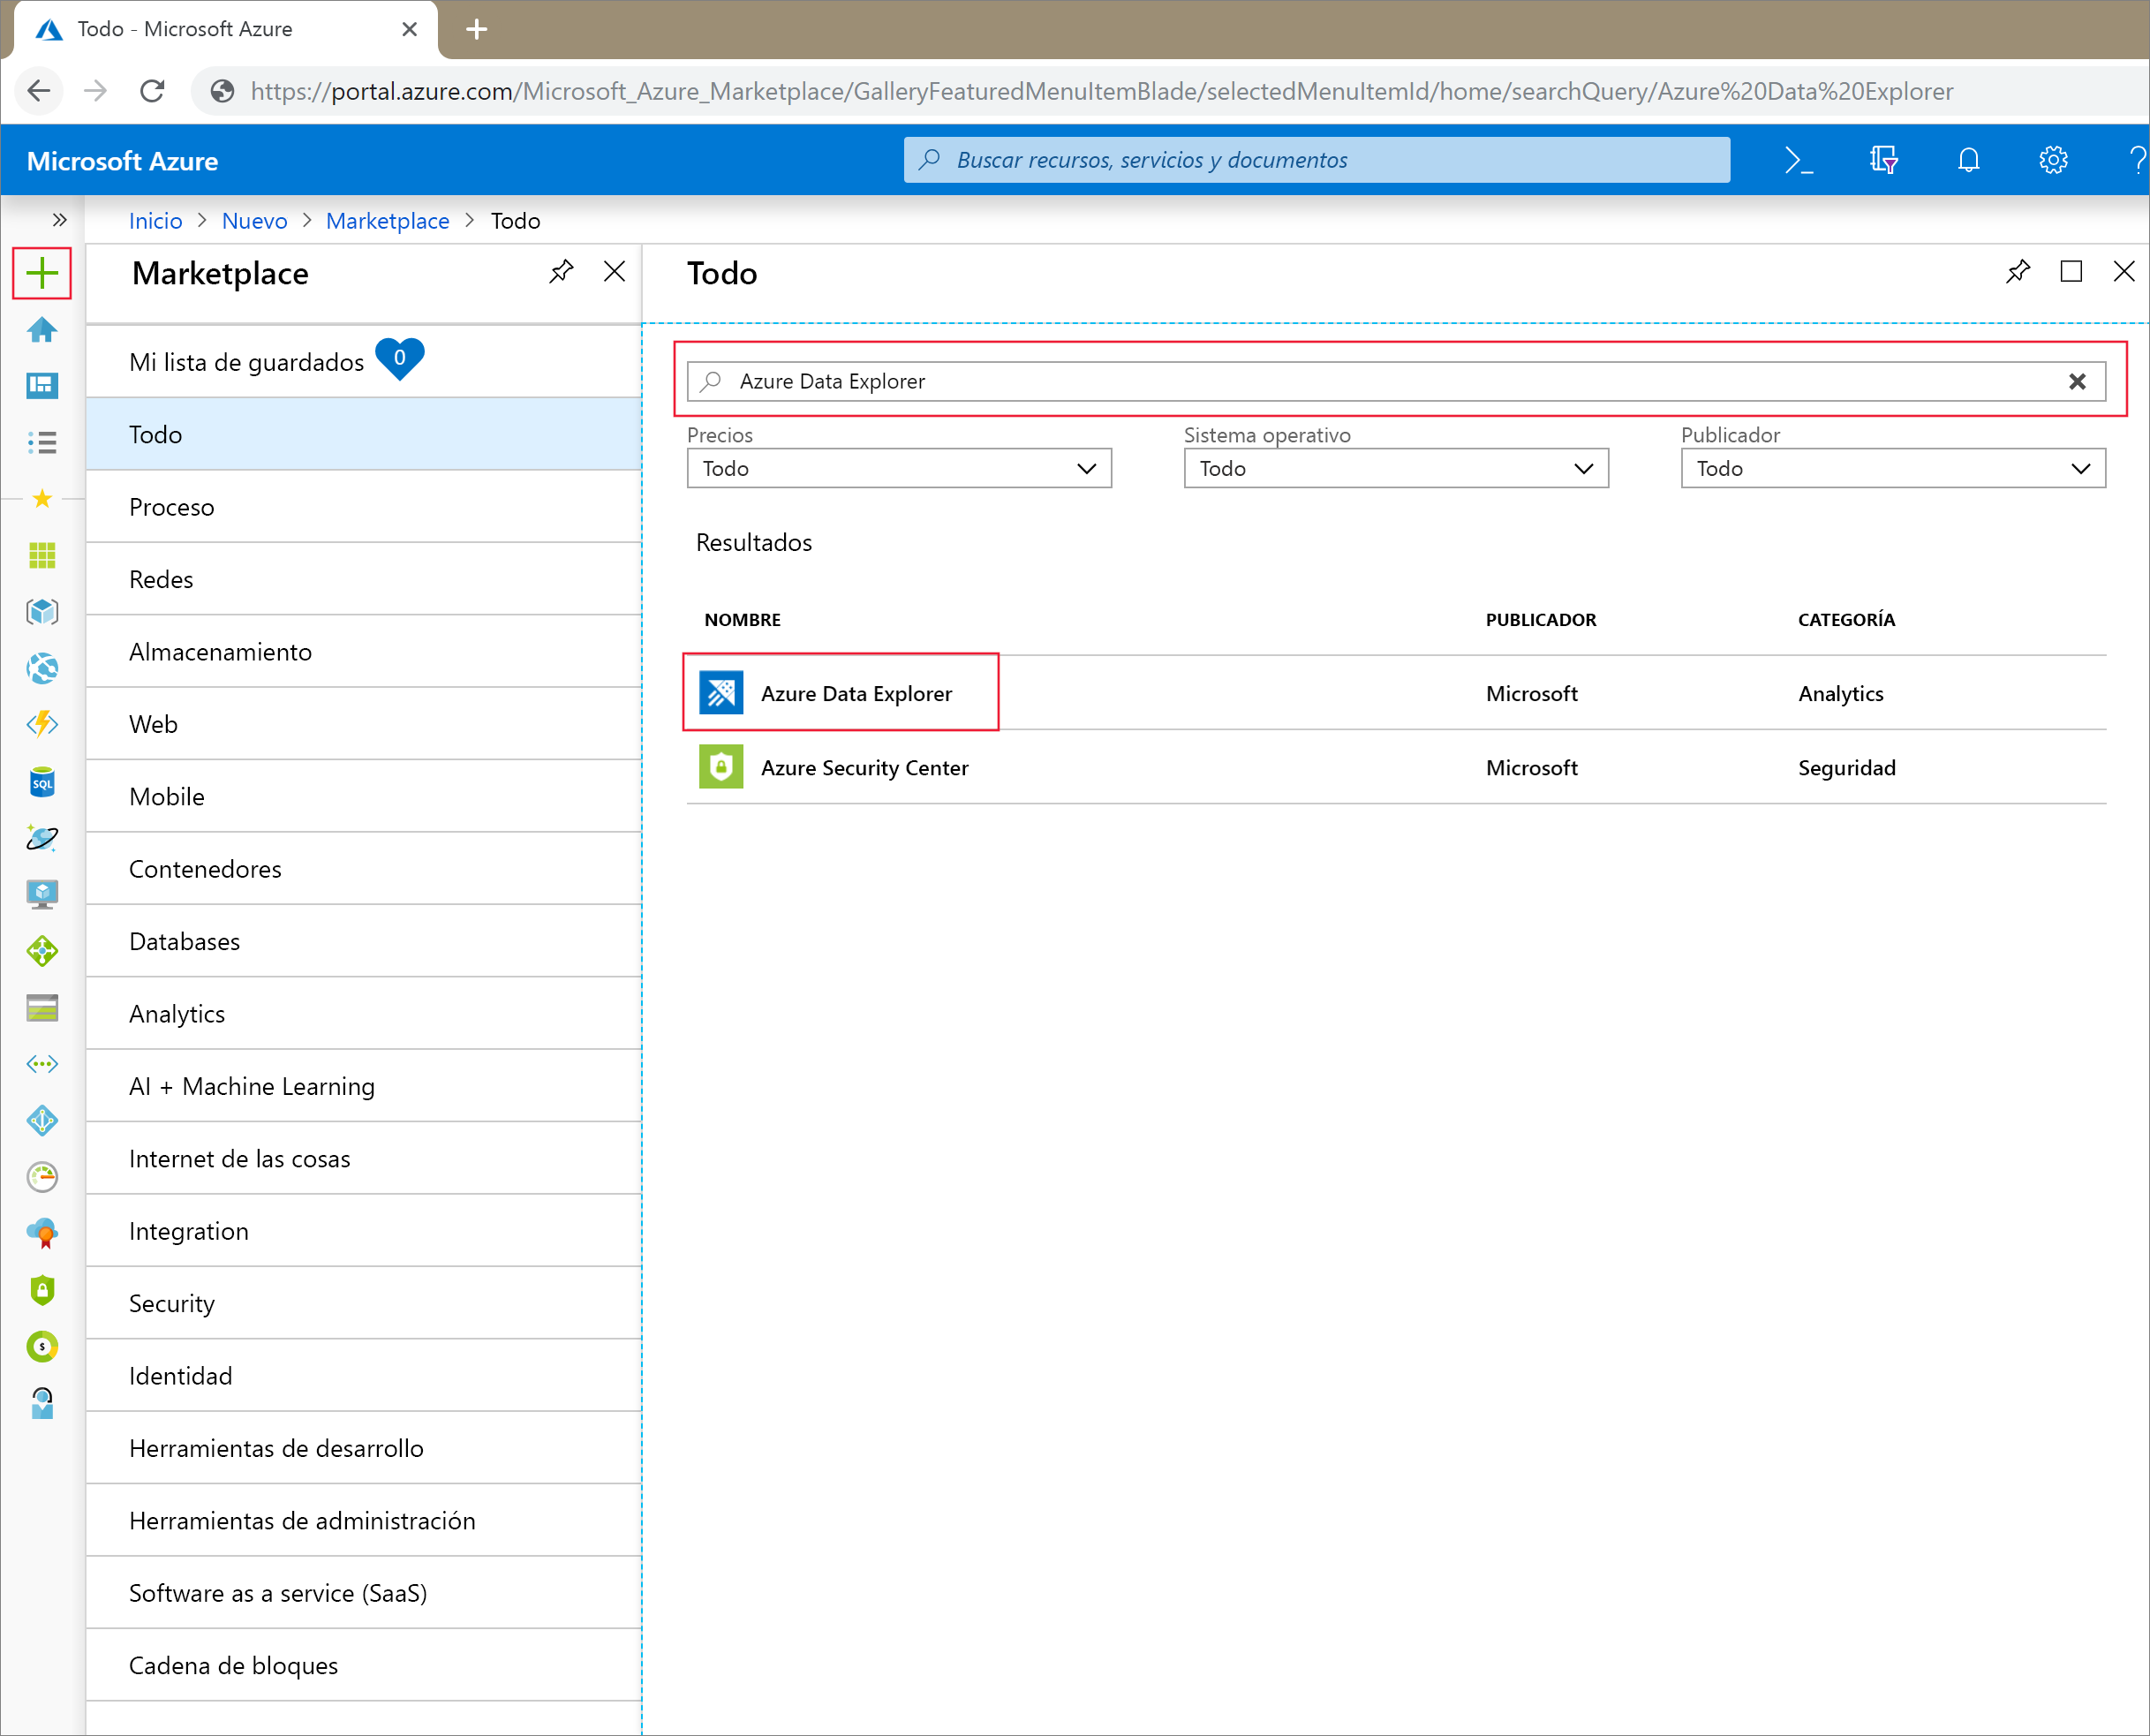 Todo - Microsoft Azure
https://portal.azure.com/Microsoft_Azure_Marketplace/GalleryFeaturedMenuItemBlade/selectedMenuItemId/home/searchQuery/Azure%20Data%20Explorer
Microsoft Azure
Buscar recursos, servicios y documentos
Inicio > Nuevo > Marketplace > Todo
Marketplace
Mi lista de guardados 0
Todo
Proceso
Redes
Almacenamiento
Web
Mobile
Contenedores
Databases
Analytics
AI + Machine Learning
Internet de las cosas
Integration
Security
Identidad
Herramientas de desarrollo
Herramientas de administración
Software as a service (SaaS)
Cadena de bloques
SQL
Todo
Azure Data Explorer
Precios Sistema operativo Publicador
Todo Todo Todo
Resultados
NOMBRE PUBLICADOR CATEGORÍA
Azure Data Explorer Microsoft Analytics
Azure Security Center Microsoft Seguridad